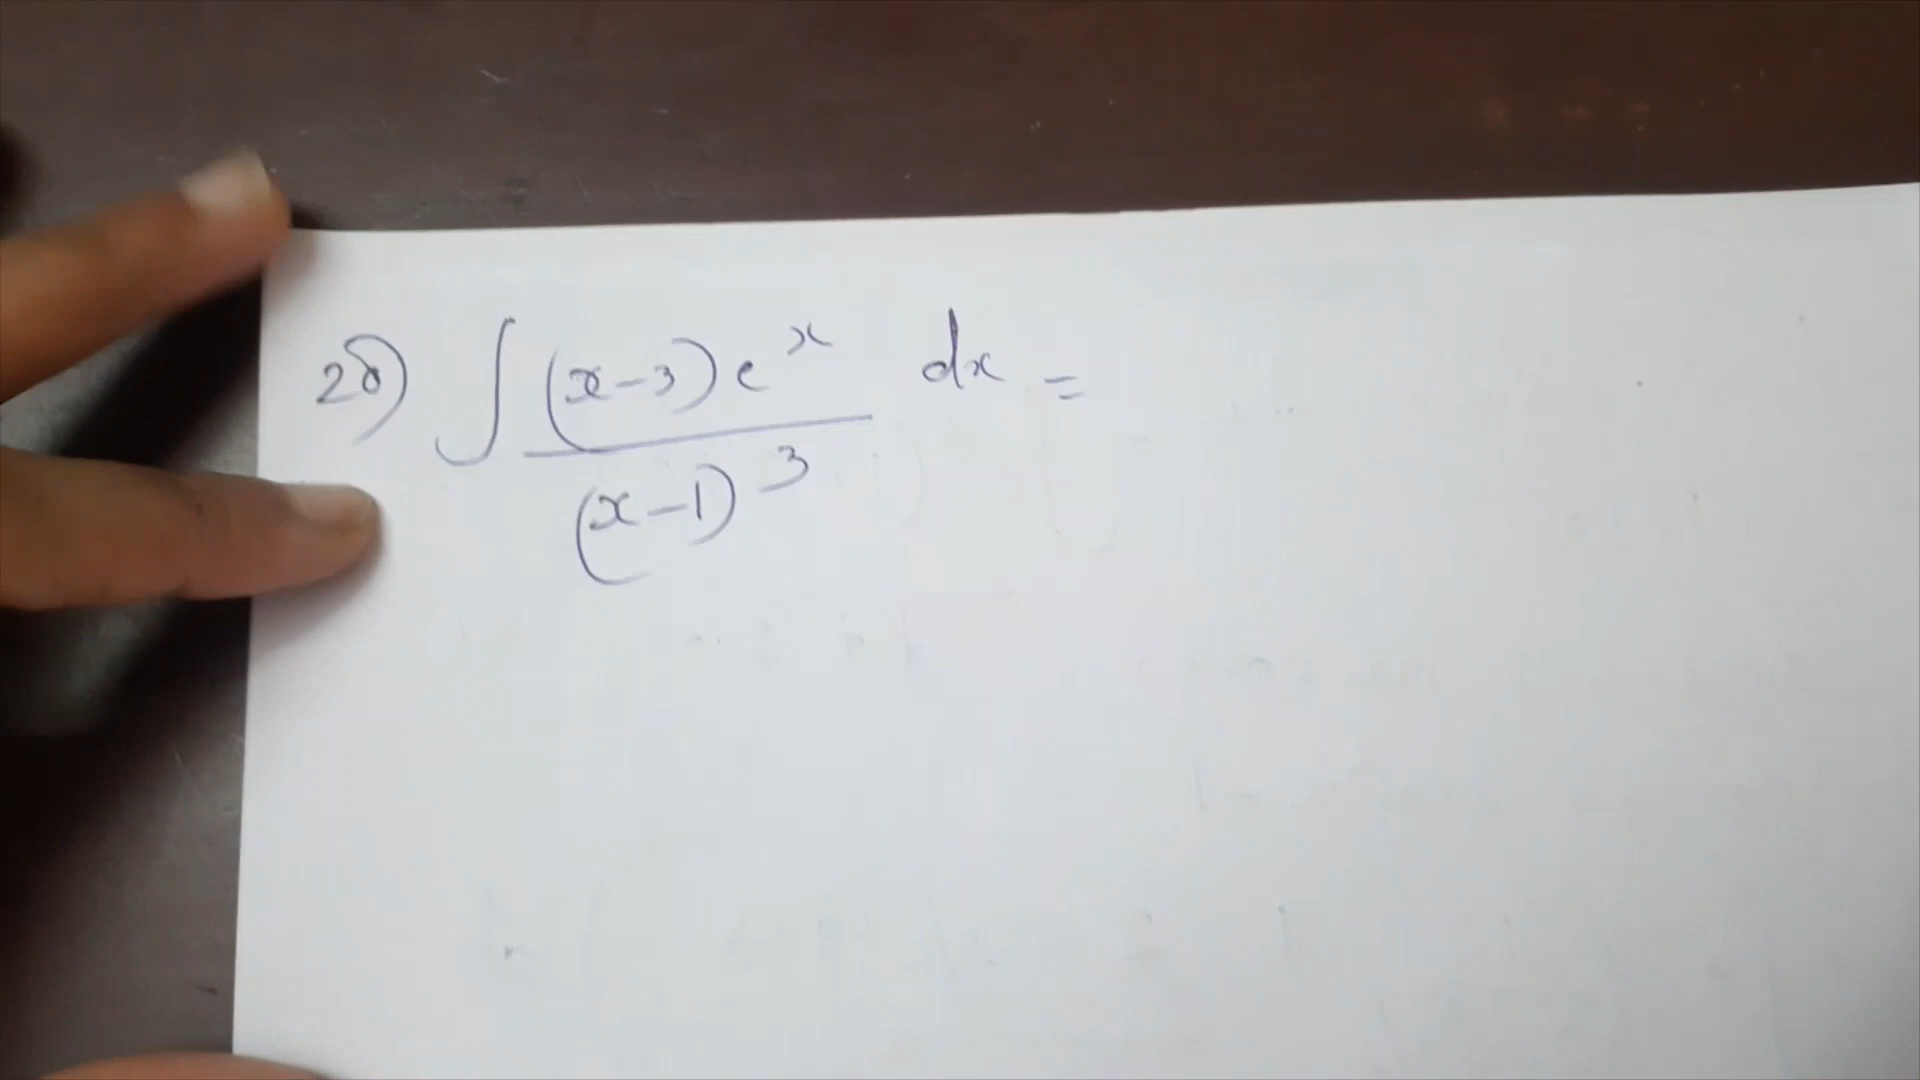 28) ∫ (x-3)e^x / (x-1)^3 dx =